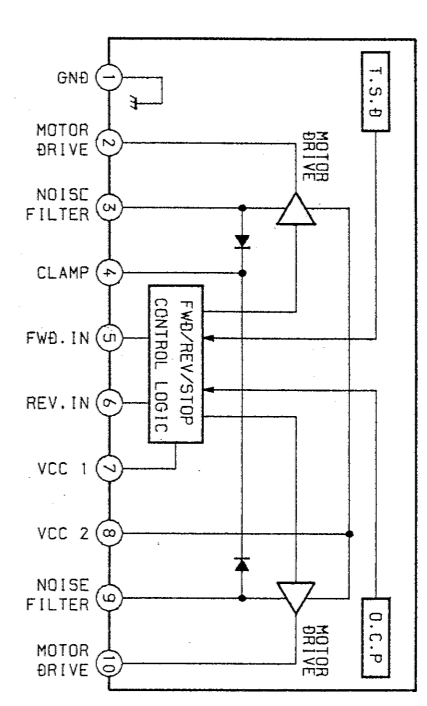 T.S.D
GND
1
MOTOR
DRIVE
2
MOTOR
DRIVE
NOISE
FILTER
3
CLAMP
4
FWD.IN
5
FWD/REV/STOP
CONTROL LOGIC
REV.IN
6
VCC 1
7
VCC 2
8
NOISE
FILTER
9
O.C.P
MOTOR
DRIVE
MOTOR
DRIVE
10